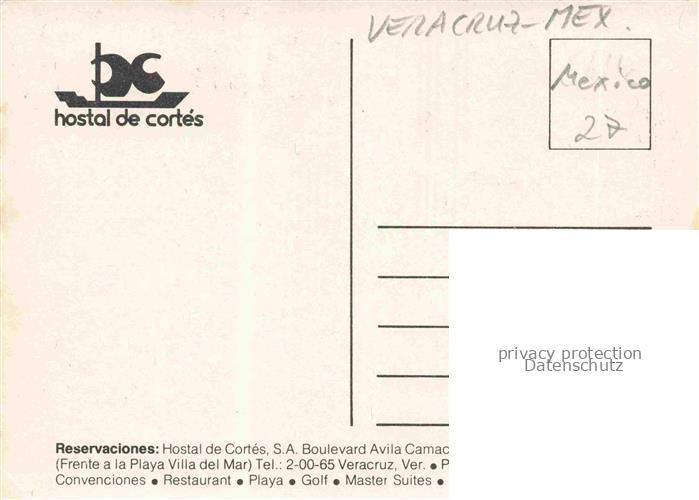 VERACRUZ-MEX.
Mexico
27
hostal de cortés
privacy protection
Datenschutz
Reservaciones: Hostal de Cortés, S.A. Boulevard Avila Camac
(Frente a la Playa Villa del Mar) Tel.: 2-00-65 Veracruz, Ver. ● P
Convenciones ● Restaurant ● Playa ● Golf ● Master Suites ●